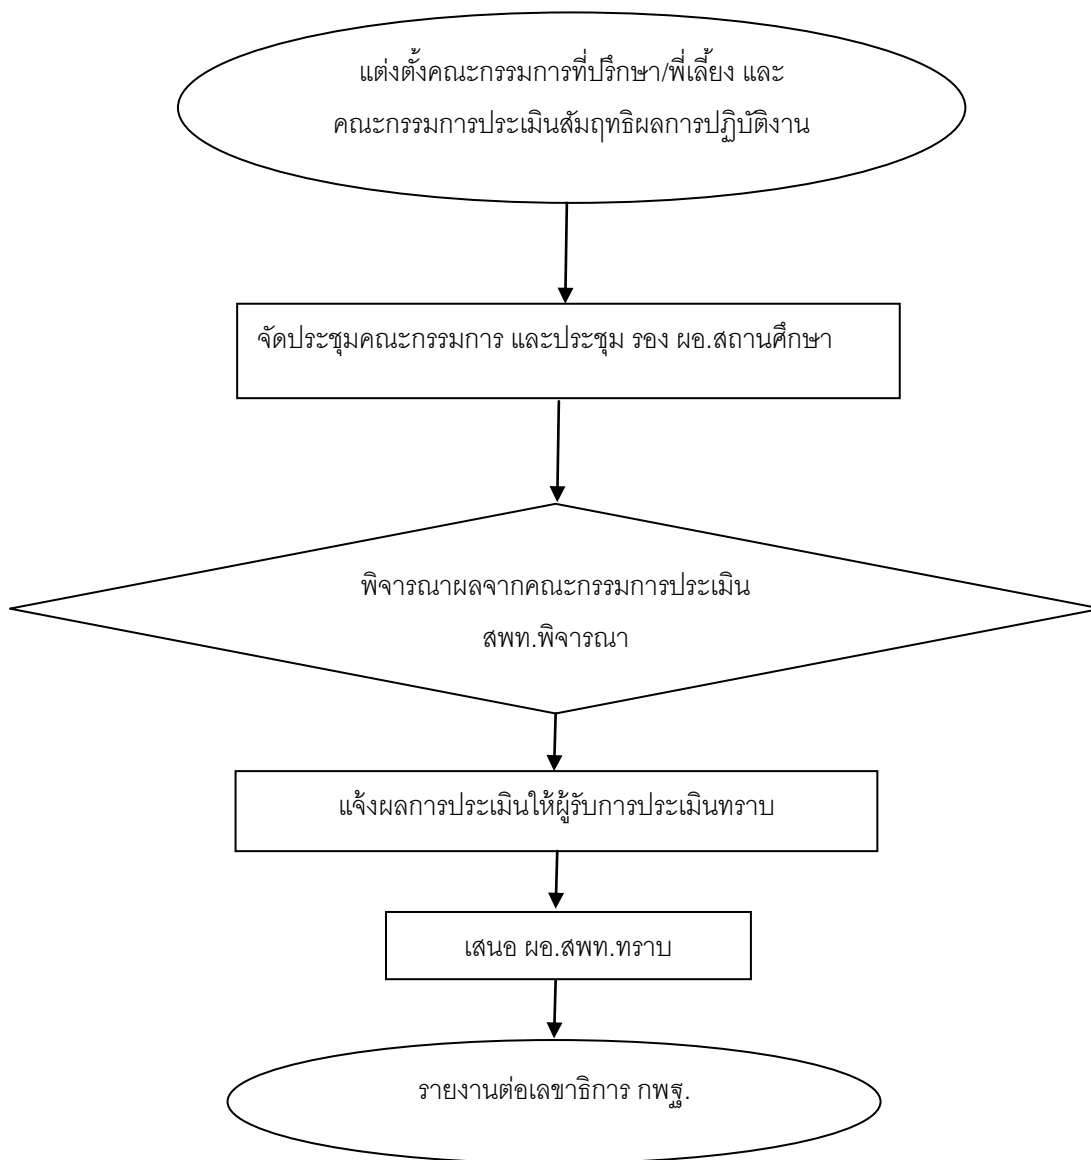 แต่งตั้งคณะกรรมการที่ปรึกษา/พี่เลี้ยง และ
คณะกรรมการประเมินสัมฤทธิผลการปฏิบัติงาน
จัดประชุมคณะกรรมการ และประชุม รอง ผอ.สถานศึกษา
พิจารณาผลจากคณะกรรมการประเมิน
สพท.พิจารณา
แจ้งผลการประเมินให้ผู้รับการประเมินทราบ
เสนอ ผอ.สพท.ทราบ
รายงานต่อเลขาธิการ กพฐ.